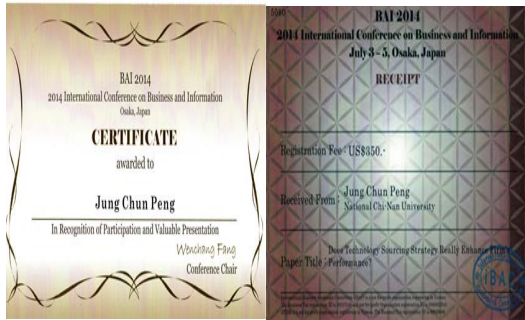 BAI 2014
2014 International Conference on Business and Information
Osaka, Japan
CERTIFICATE
awarded to
Jung Chun Peng
In Recognition of Participation and Valuable Presentation
Wenchang Fang
Conference Chair
5010
BAI 2014
2014 International Conference on Business and Information
July 3 – 5, Osaka, Japan
RECEIPT
Registration Fee : US$350.-
Received From : Jung Chun Peng
National Chi-Nan University
Does Technology Sourcing Strategy Really Enhance Firm's
Paper Title : Performance?
IBAC